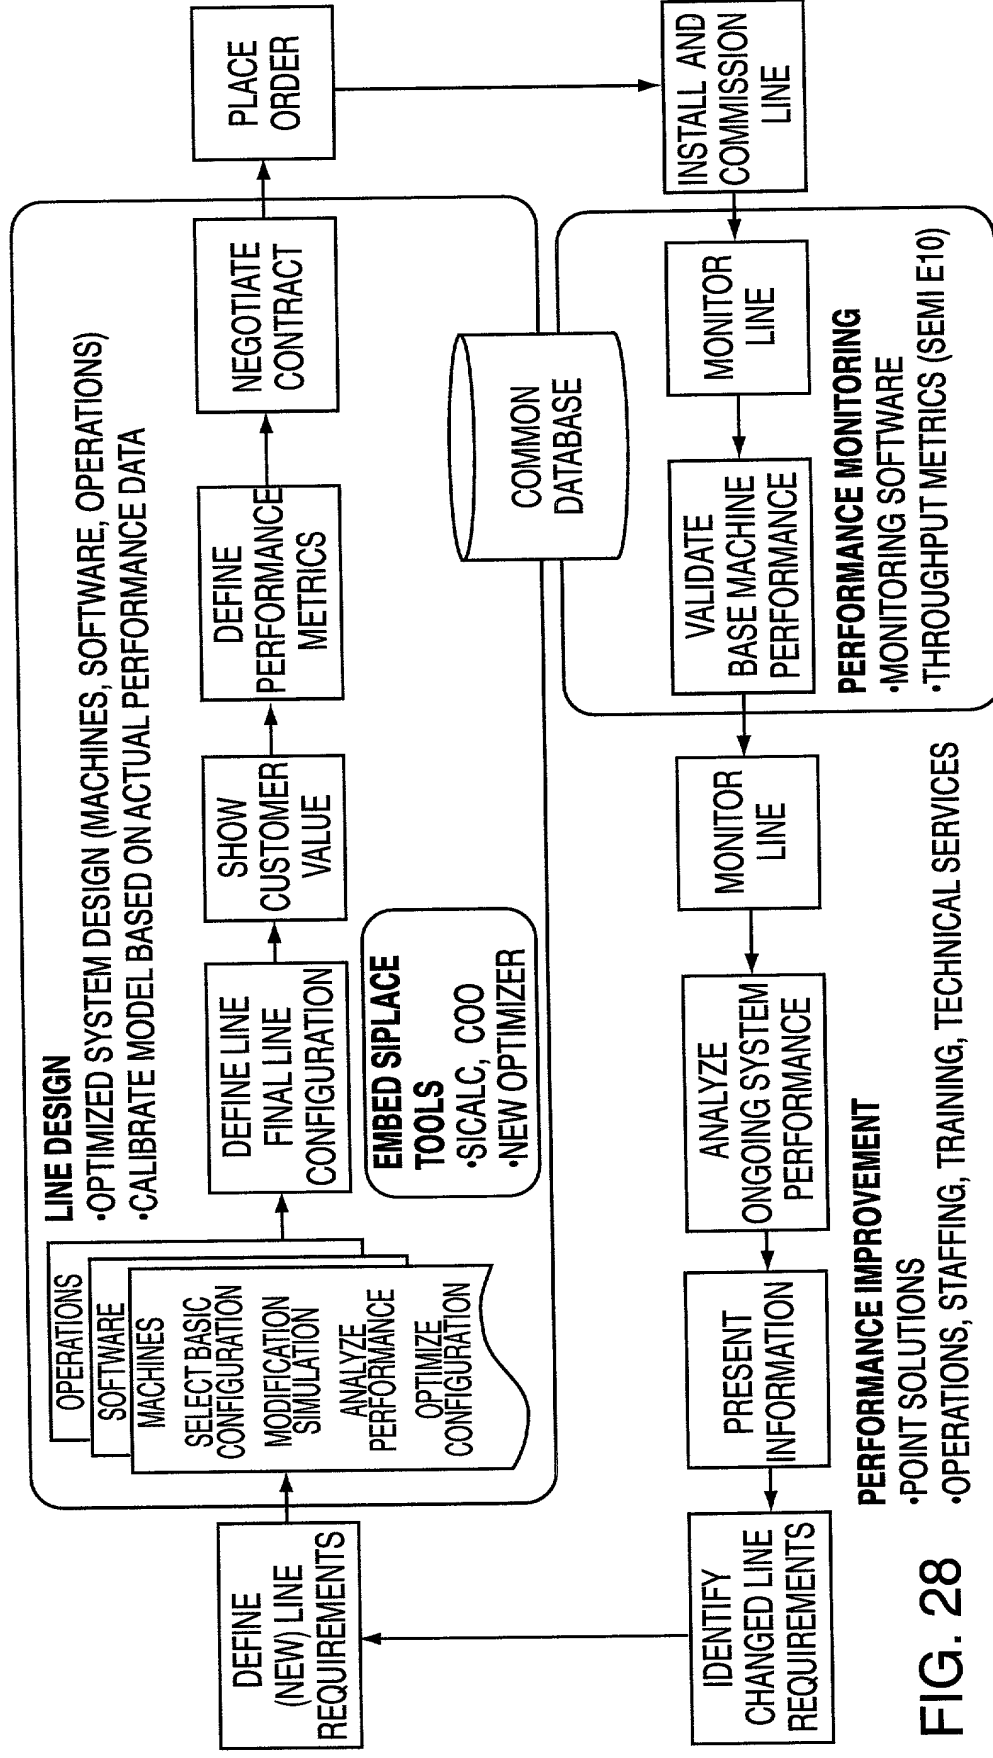 LINE DESIGN
•OPTIMIZED SYSTEM DESIGN (MACHINES, SOFTWARE, OPERATIONS)
•CALIBRATE MODEL BASED ON ACTUAL PERFORMANCE DATA
DEFINE
(NEW) LINE
REQUIREMENTS
OPERATIONS
SOFTWARE
MACHINES
SELECT BASIC
CONFIGURATION
MODIFICATION
SIMULATION
ANALYZE
PERFORMANCE
OPTIMIZE
CONFIGURATION
DEFINE LINE
FINAL LINE
CONFIGURATION
SHOW
CUSTOMER
VALUE
DEFINE
PERFORMANCE
METRICS
NEGOTIATE
CONTRACT
PLACE
ORDER
EMBED SIPLACE
TOOLS
•SICALC, COO
•NEW OPTIMIZER
COMMON
DATABASE
INSTALL AND
COMMISSION
LINE
MONITOR
LINE
VALIDATE
BASE MACHINE
PERFORMANCE
PERFORMANCE MONITORING
•MONITORING SOFTWARE
•THROUGHPUT METRICS (SEMI E10)
MONITOR
LINE
ANALYZE
ONGOING SYSTEM
PERFORMANCE
PRESENT
INFORMATION
IDENTIFY
CHANGED LINE
REQUIREMENTS
PERFORMANCE IMPROVEMENT
•POINT SOLUTIONS
•OPERATIONS, STAFFING, TRAINING, TECHNICAL SERVICES
FIG. 28